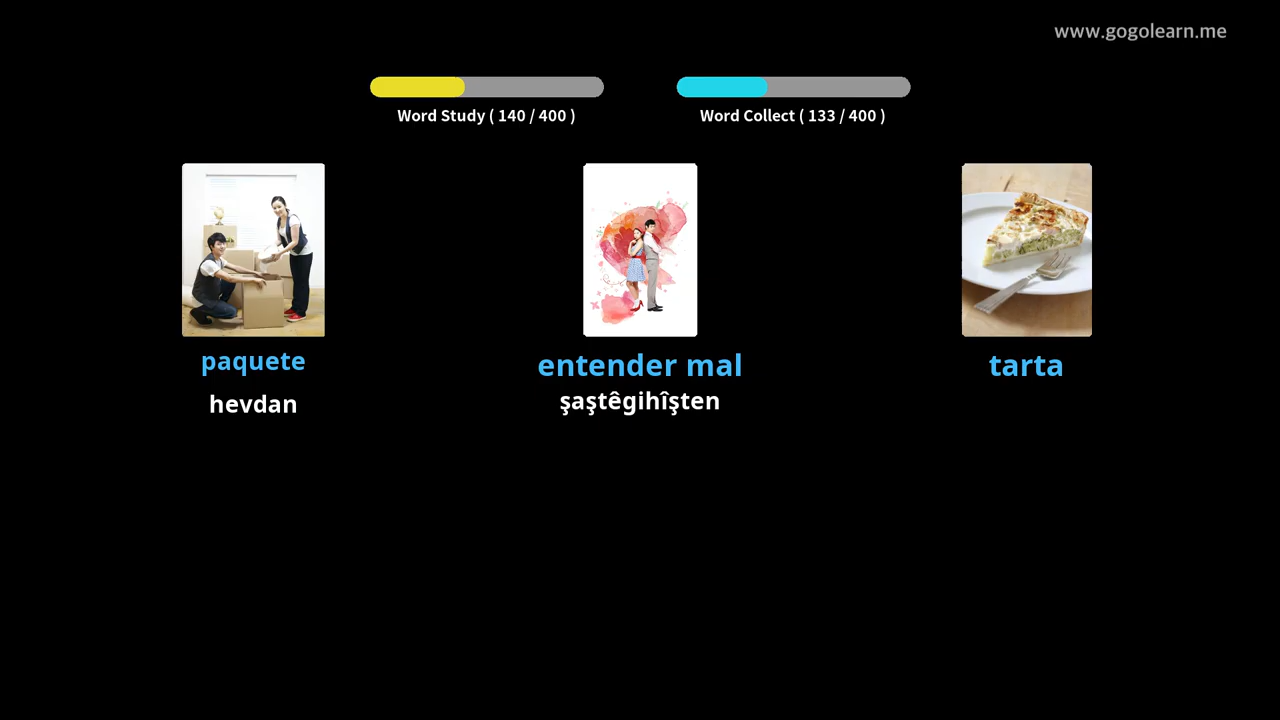 www.gogolearn.me
Word Study ( 140 / 400 )
Word Collect ( 133 / 400 )
paquete
entender mal
tarta
hevdan
şaştêgihîşten